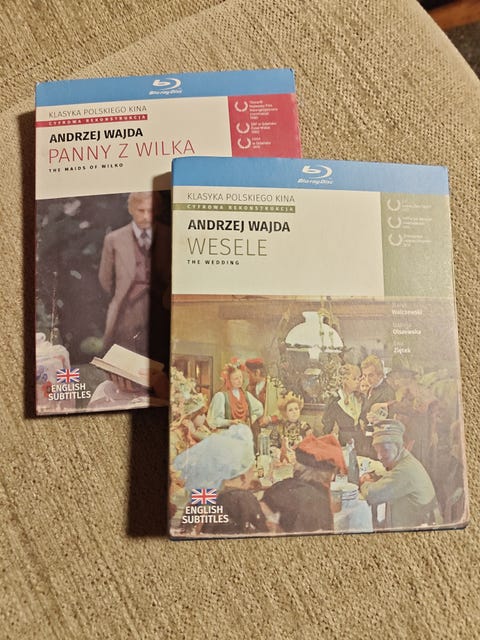 Blu-ray Disc
KLASYKA POLSKIEGO KINA
CYFROWA REKONSTRUKCJA
ANDRZEJ WAJDA
PANNY Z WILKA
THE MAIDS OF WILKO
ENGLISH
SUBTITLES
Blu-ray Disc
KLASYKA POLSKIEGO KINA
CYFROWA REKONSTRUKCJA
ANDRZEJ WAJDA
WESELE
THE WEDDING
Walczewski
Olszewska
Ziętek
ENGLISH
SUBTITLES